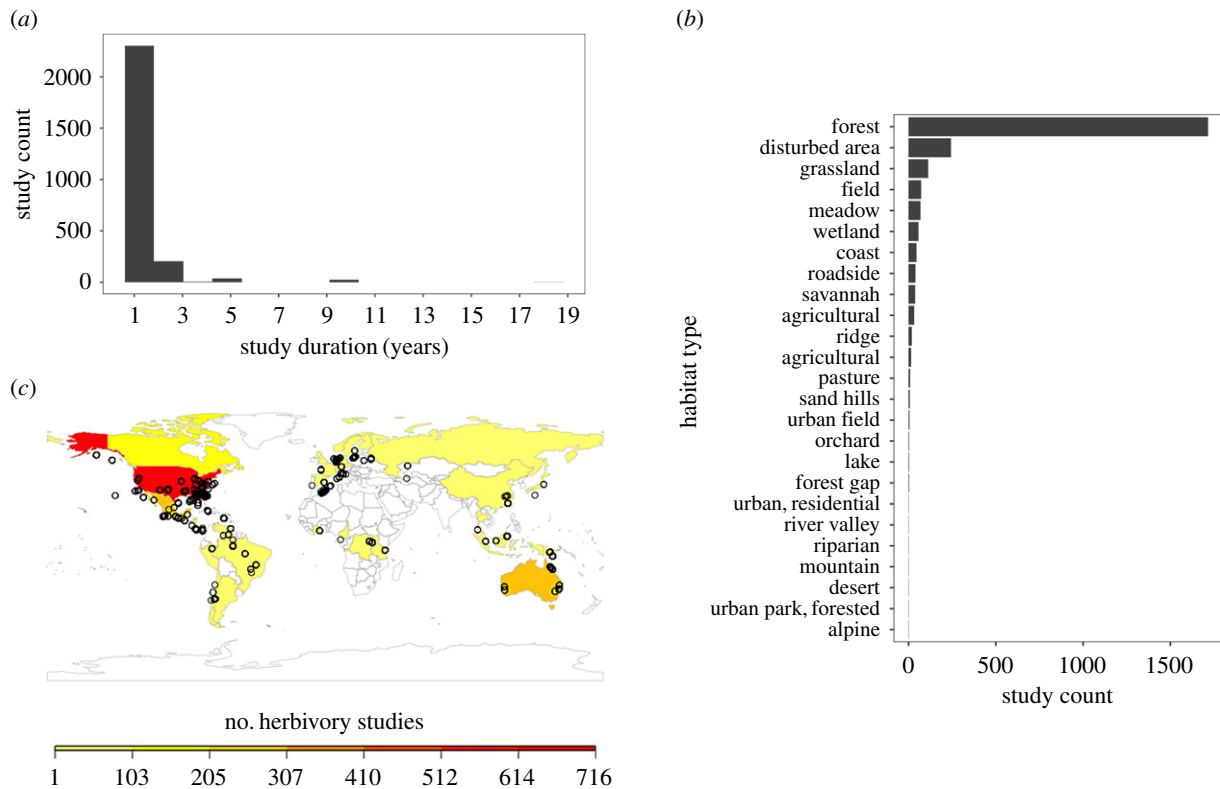 (a)
study count
2000
1500
1000
500
0
1 3 5 7 9 11 13 15 17 19
study duration (years)
(b)
habitat type
forest
disturbed area
grassland
field
meadow
wetland
coast
roadside
savannah
agricultural
ridge
agricultural
pasture
sand hills
urban field
orchard
lake
forest gap
urban, residential
river valley
riparian
mountain
desert
urban park, forested
alpine
0 500 1000 1500
study count
(c)
no. herbivory studies
1 103 205 307 410 512 614 716